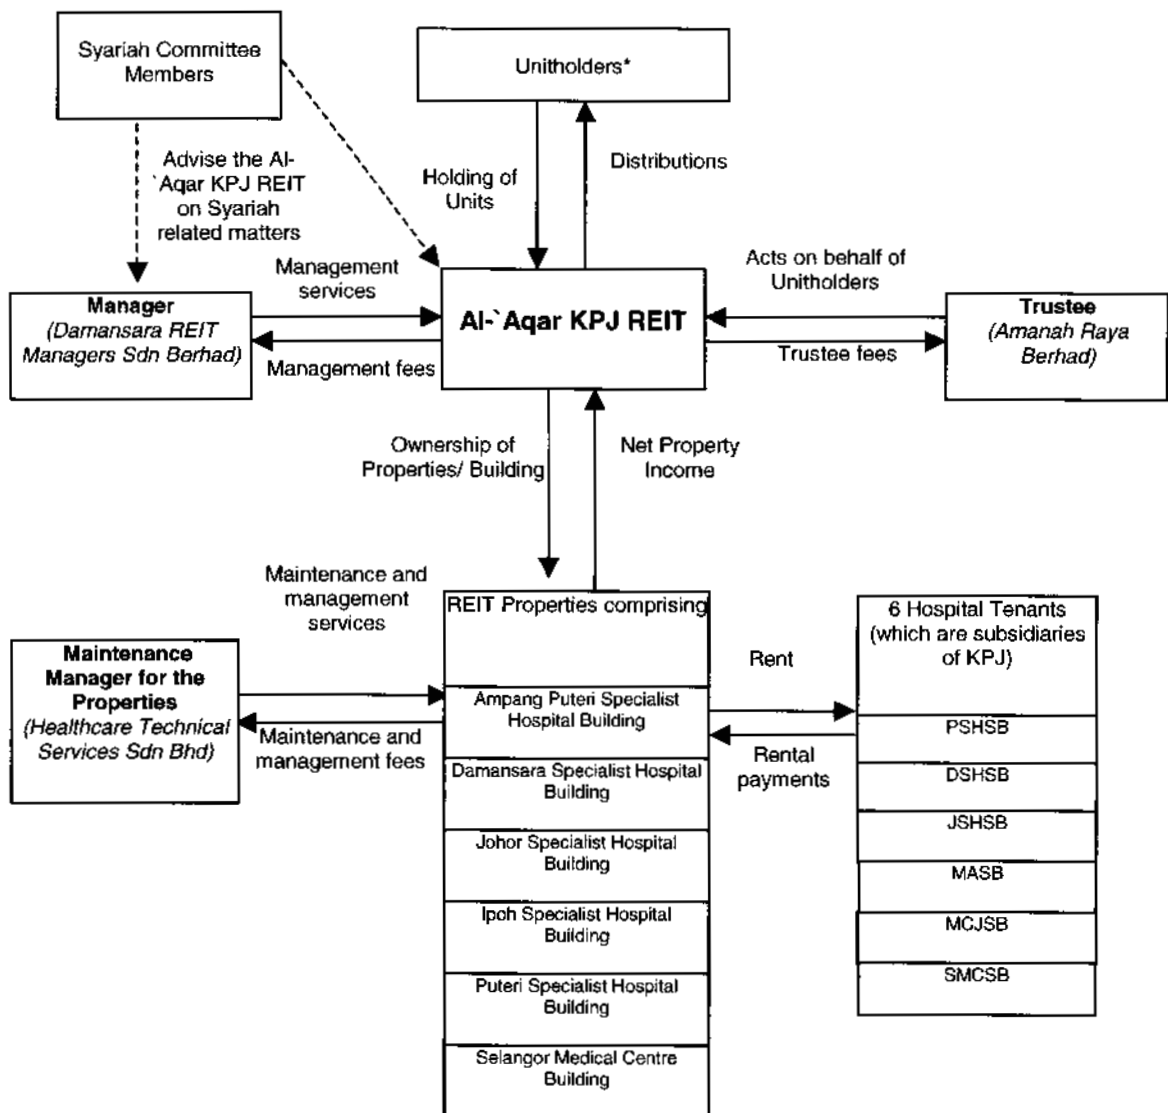 Syariah Committee
Members
Unitholders*
Advise the Al-
`Aqar KPJ REIT
on Syariah
related matters
Holding of
Units
Distributions
Management
services
Acts on behalf of
Unitholders
Manager
(Damansara REIT
Managers Sdn Berhad)
Al-`Aqar KPJ REIT
Trustee
(Amanah Raya
Berhad)
Management fees
Trustee fees
Ownership of
Properties/ Building
Net Property
Income
Maintenance and
management
services
REIT Properties comprising
6 Hospital Tenants
(which are subsidiaries
of KPJ)
Maintenance
Manager for the
Properties
(Healthcare Technical
Services Sdn Bhd)
Rent
Maintenance and
management fees
Rental
payments
Ampang Puteri Specialist
Hospital Building
Damansara Specialist Hospital
Building
Johor Specialist Hospital
Building
Ipoh Specialist Hospital
Building
Puteri Specialist Hospital
Building
Selangor Medical Centre
Building
PSHSB
DSHSB
JSHSB
MASB
MCJSB
SMCSB